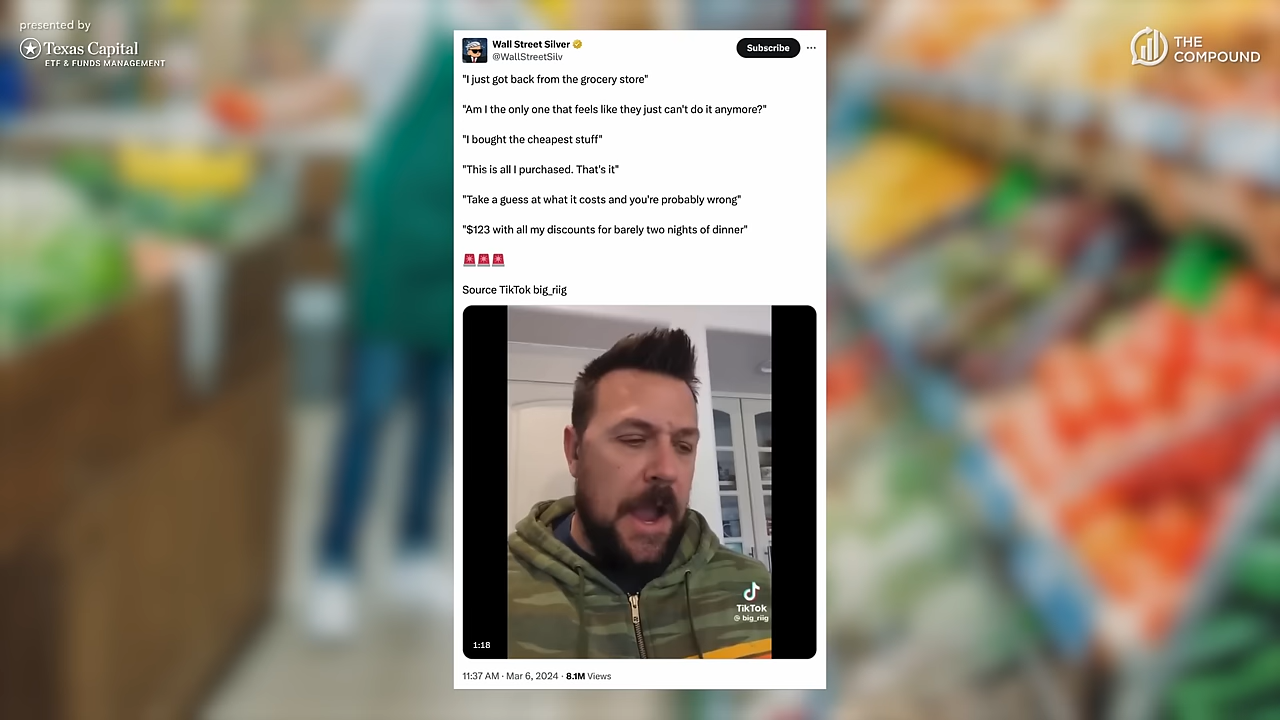 presented by
Texas Capital
ETF & FUNDS MANAGEMENT
THE
COMPOUND
Wall Street Silver
@WallStreetSilv
Subscribe
"I just got back from the grocery store"
"Am I the only one that feels like they just can't do it anymore?"
"I bought the cheapest stuff"
"This is all I purchased. That's it"
"Take a guess at what it costs and you're probably wrong"
"$123 with all my discounts for barely two nights of dinner"
Source TikTok big_riig
TikTok
@ big_riig
1:18
11:37 AM · Mar 6, 2024 · 8.1M Views